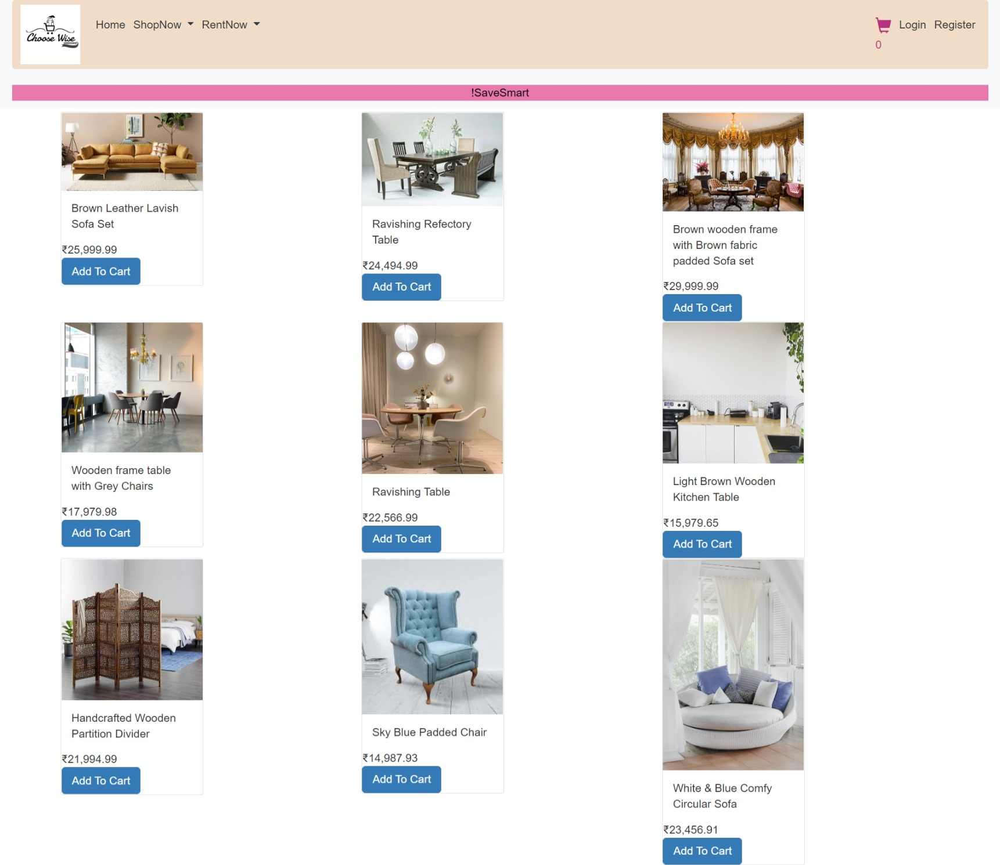 Choose Wise
Home ShopNow RentNow
Login Register
0
!SaveSmart
Brown Leather Lavish
Sofa Set
₹25,999.99
Add To Cart
Ravishing Refectory
Table
₹24,494.99
Add To Cart
Brown wooden frame
with Brown fabric
padded Sofa set
₹29,999.99
Add To Cart
Wooden frame table
with Grey Chairs
₹17,979.98
Add To Cart
Ravishing Table
₹22,566.99
Add To Cart
Light Brown Wooden
Kitchen Table
₹15,979.65
Add To Cart
Handcrafted Wooden
Partition Divider
₹21,994.99
Add To Cart
Sky Blue Padded Chair
₹14,987.93
Add To Cart
White & Blue Comfy
Circular Sofa
₹23,456.91
Add To Cart